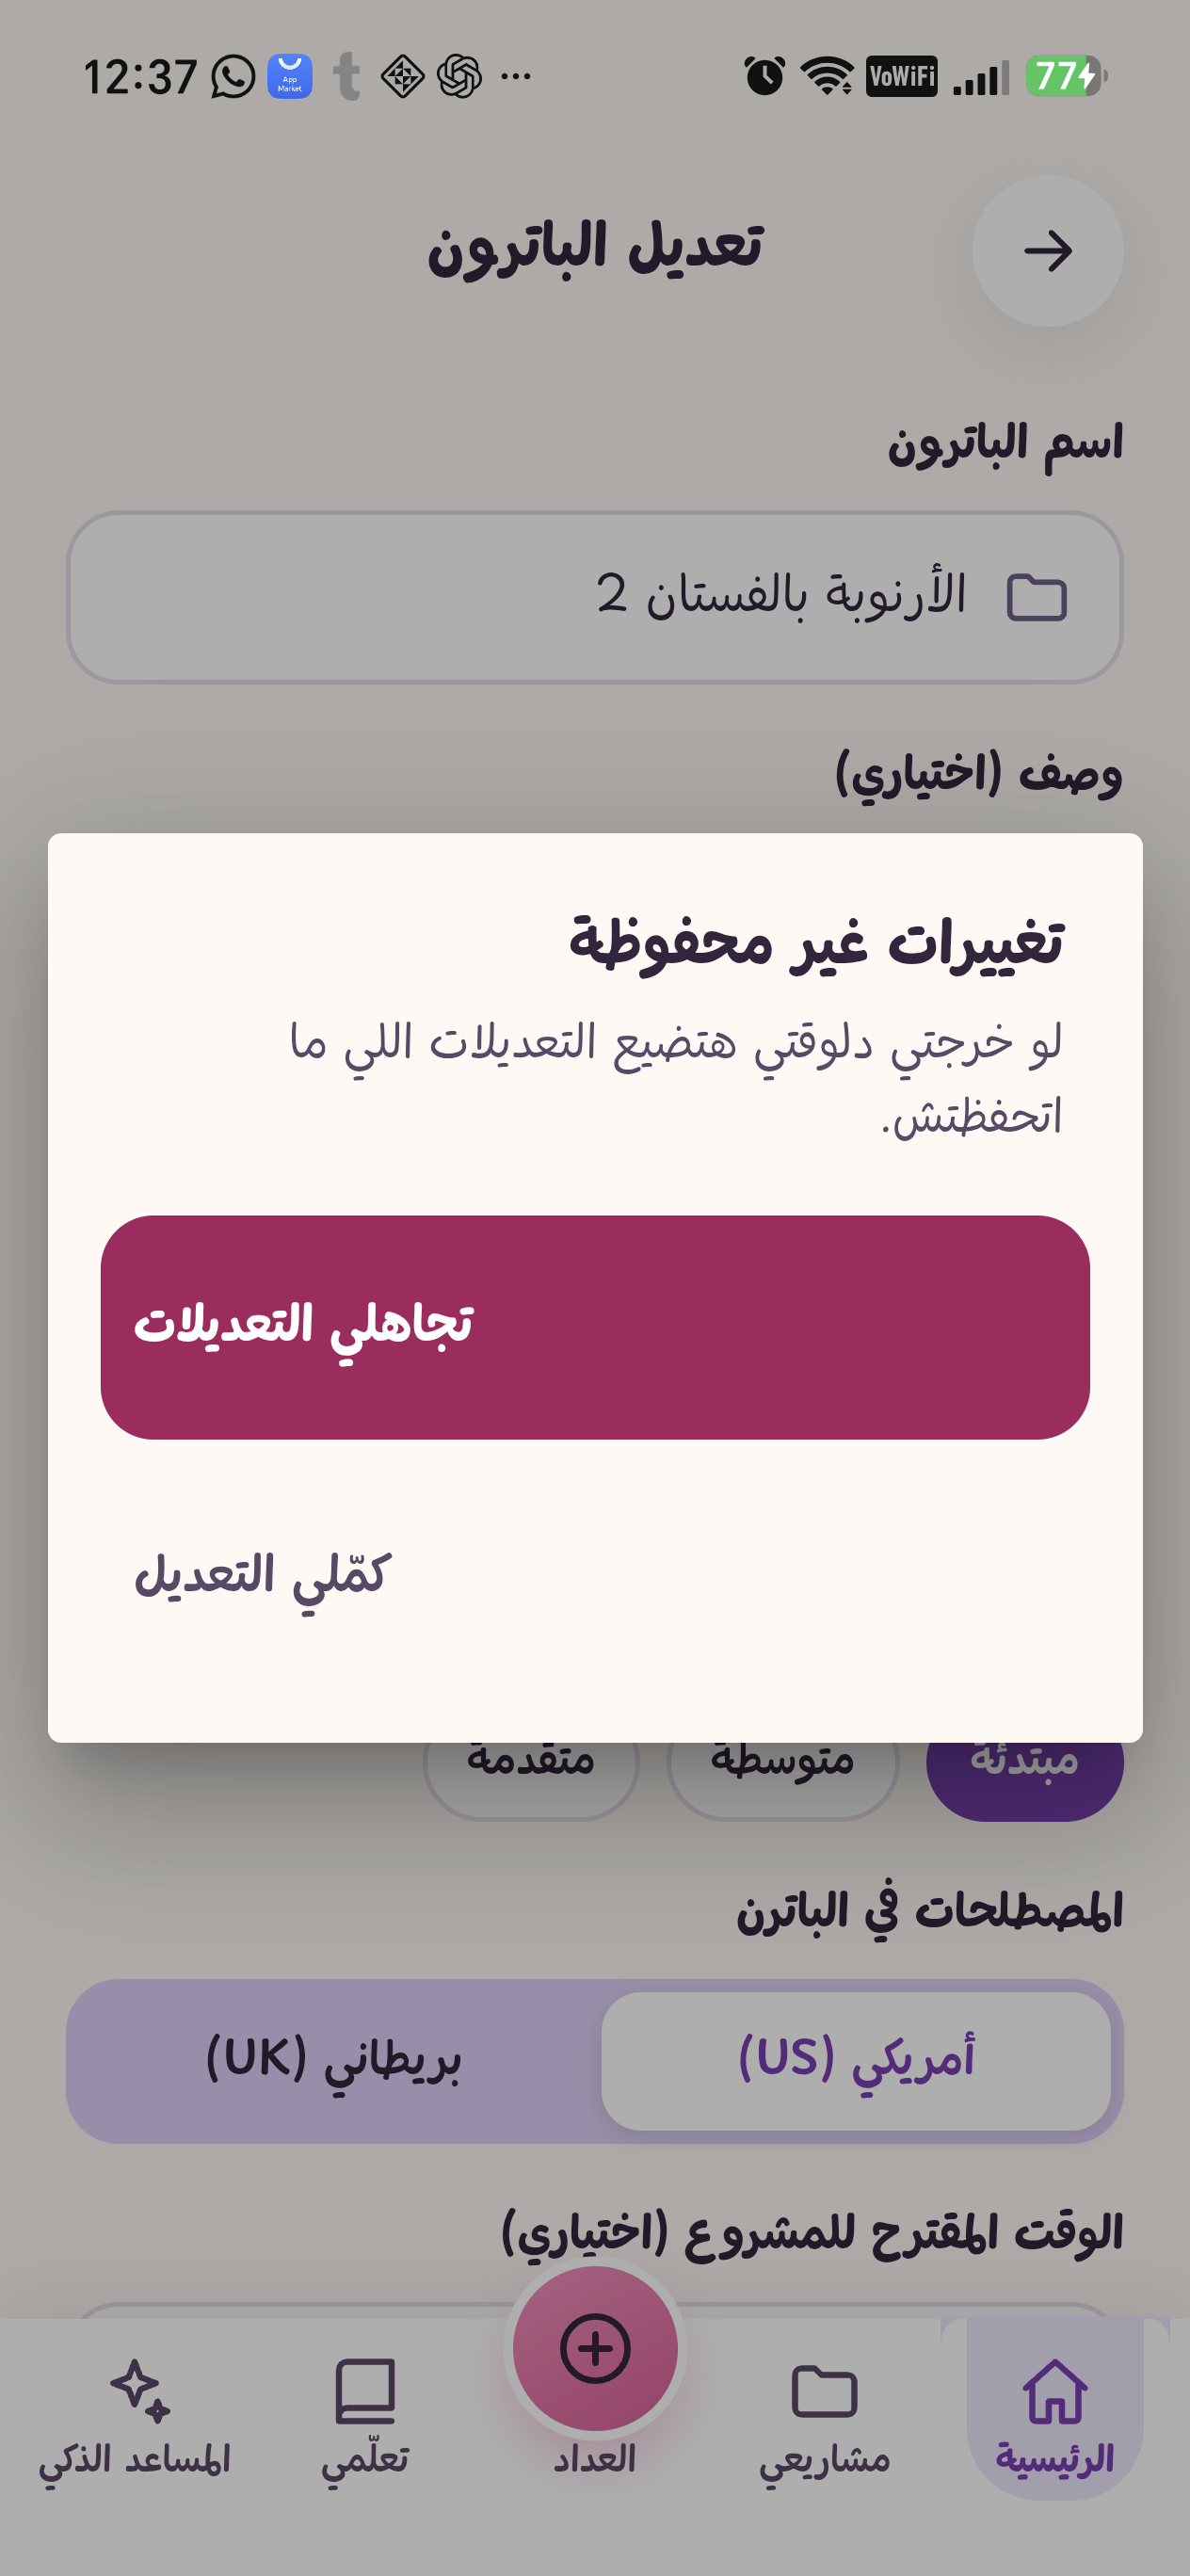 12:37
App
Market
VoWiFi
77
تعديل الباترون
اسم الباترون
الأرنوبة بالفستان 2
وصف (اختياري)
تغييرات غير محفوظة
لو خرجتي دلوقتي هتضيع التعديلات اللي ما
اتحفظتش.
تجاهلي التعديلات
كمّلي التعديل
مبتدئة
متوسطة
متقدمة
المصطلحات في الباترن
أمريكي (US)
بريطاني (UK)
الوقت المقترح للمشروع (اختياري)
الرئيسية
مشاريعي
العداد
تعلّمي
المساعد الذكي